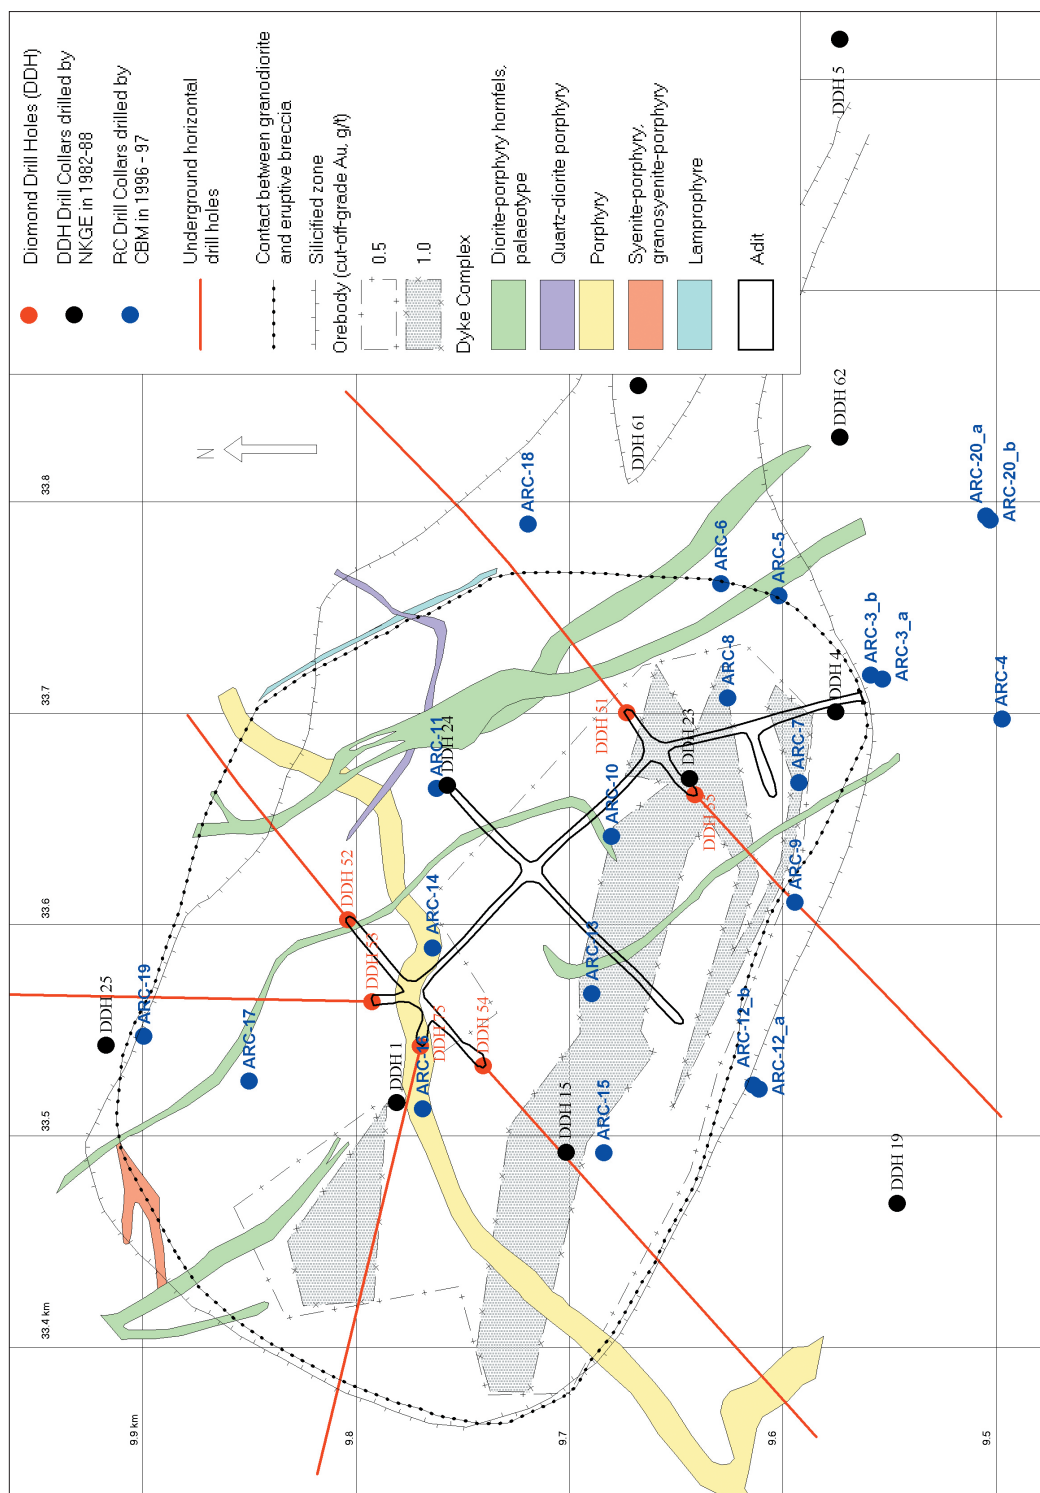 Diomond Drill Holes (DDH)
DDH Drill Collars drilled by
NKGE in 1982-88
RC Drill Collars drilled by
CBM in 1996 - 97
Underground horizontal
drill holes
Contact between granodiorite
and eruptive breccia
Silicified zone
Orebody (cut-off-grade Au, g/t)
0.5
1.0
Dyke Complex
Diorite-porphyry hornfels,
palaeotype
Quartz-diorite porphyry
Porphyry
Syenite-porphyry,
granosyenite-porphyry
Lamprophyre
Adit
N
33.4 km
33.5
33.6
33.7
33.8
9.9 km
9.8
9.7
9.6
9.5
DDH 25
ARC-19
ARC-17
DDH 1
ARC-16
DDH 75
DDH 53
DDH 52
DDH 54
ARC-14
ARC-11
DDH 24
ARC-18
DDH 15
ARC-15
ARC-13
ARC-10
DDH 51
DDH 23
DDH 55
DDH 61
ARC-6
ARC-5
ARC-8
ARC-7
ARC-9
ARC-12_b
ARC-12_a
DDH 4
ARC-3_b
ARC-3_a
ARC-4
DDH 19
DDH 62
DDH 5
ARC-20_a
ARC-20_b